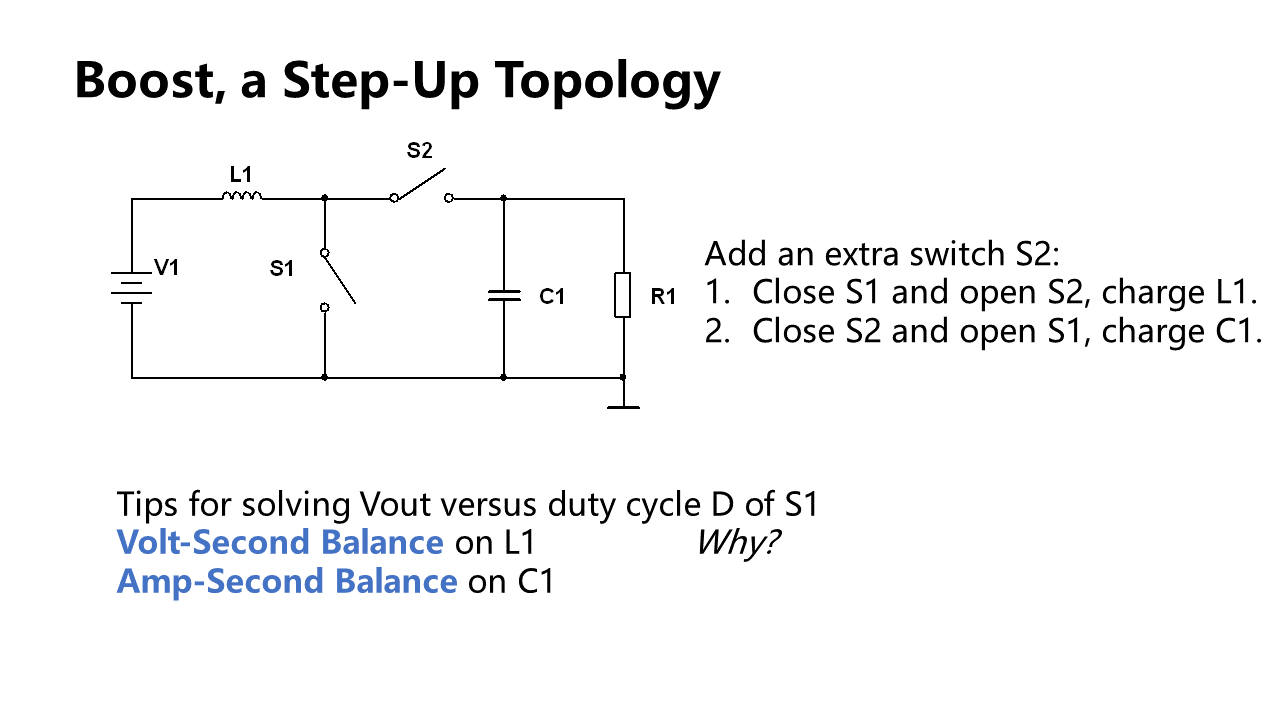 Boost, a Step-Up Topology
S2
L1
V1
S1
C1
R1
Add an extra switch S2:
1. Close S1 and open S2, charge L1.
2. Close S2 and open S1, charge C1.
Tips for solving Vout versus duty cycle D of S1
Volt-Second Balance on L1 Why?
Amp-Second Balance on C1